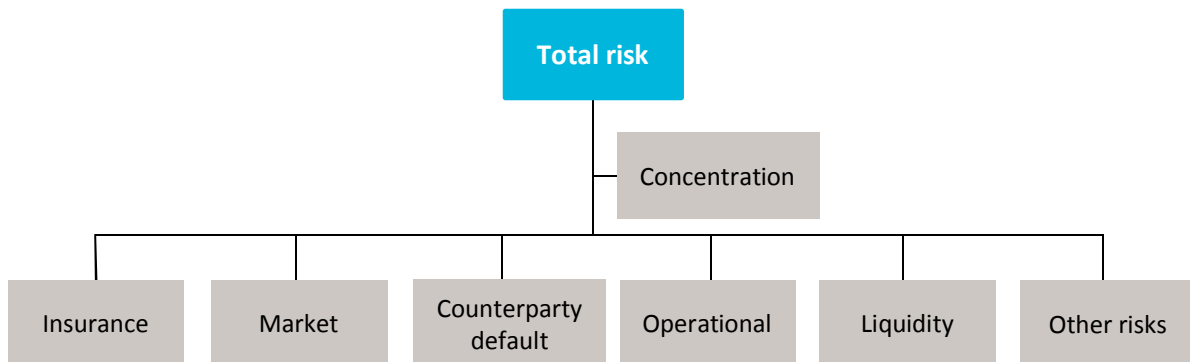 Total risk
Concentration
Insurance
Market
Counterparty
default
Operational
Liquidity
Other risks